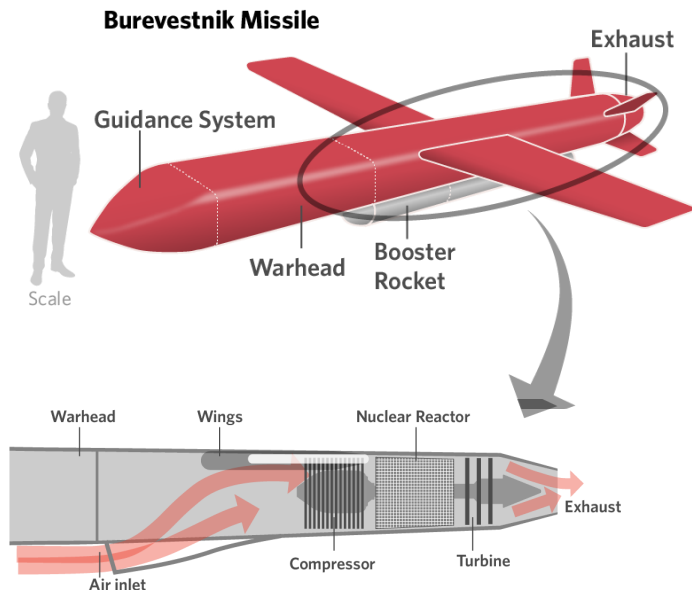 Burevestnik Missile
Exhaust
Guidance System
Warhead
Booster
Rocket
Scale
Warhead
Wings
Nuclear Reactor
Exhaust
Air inlet
Compressor
Turbine